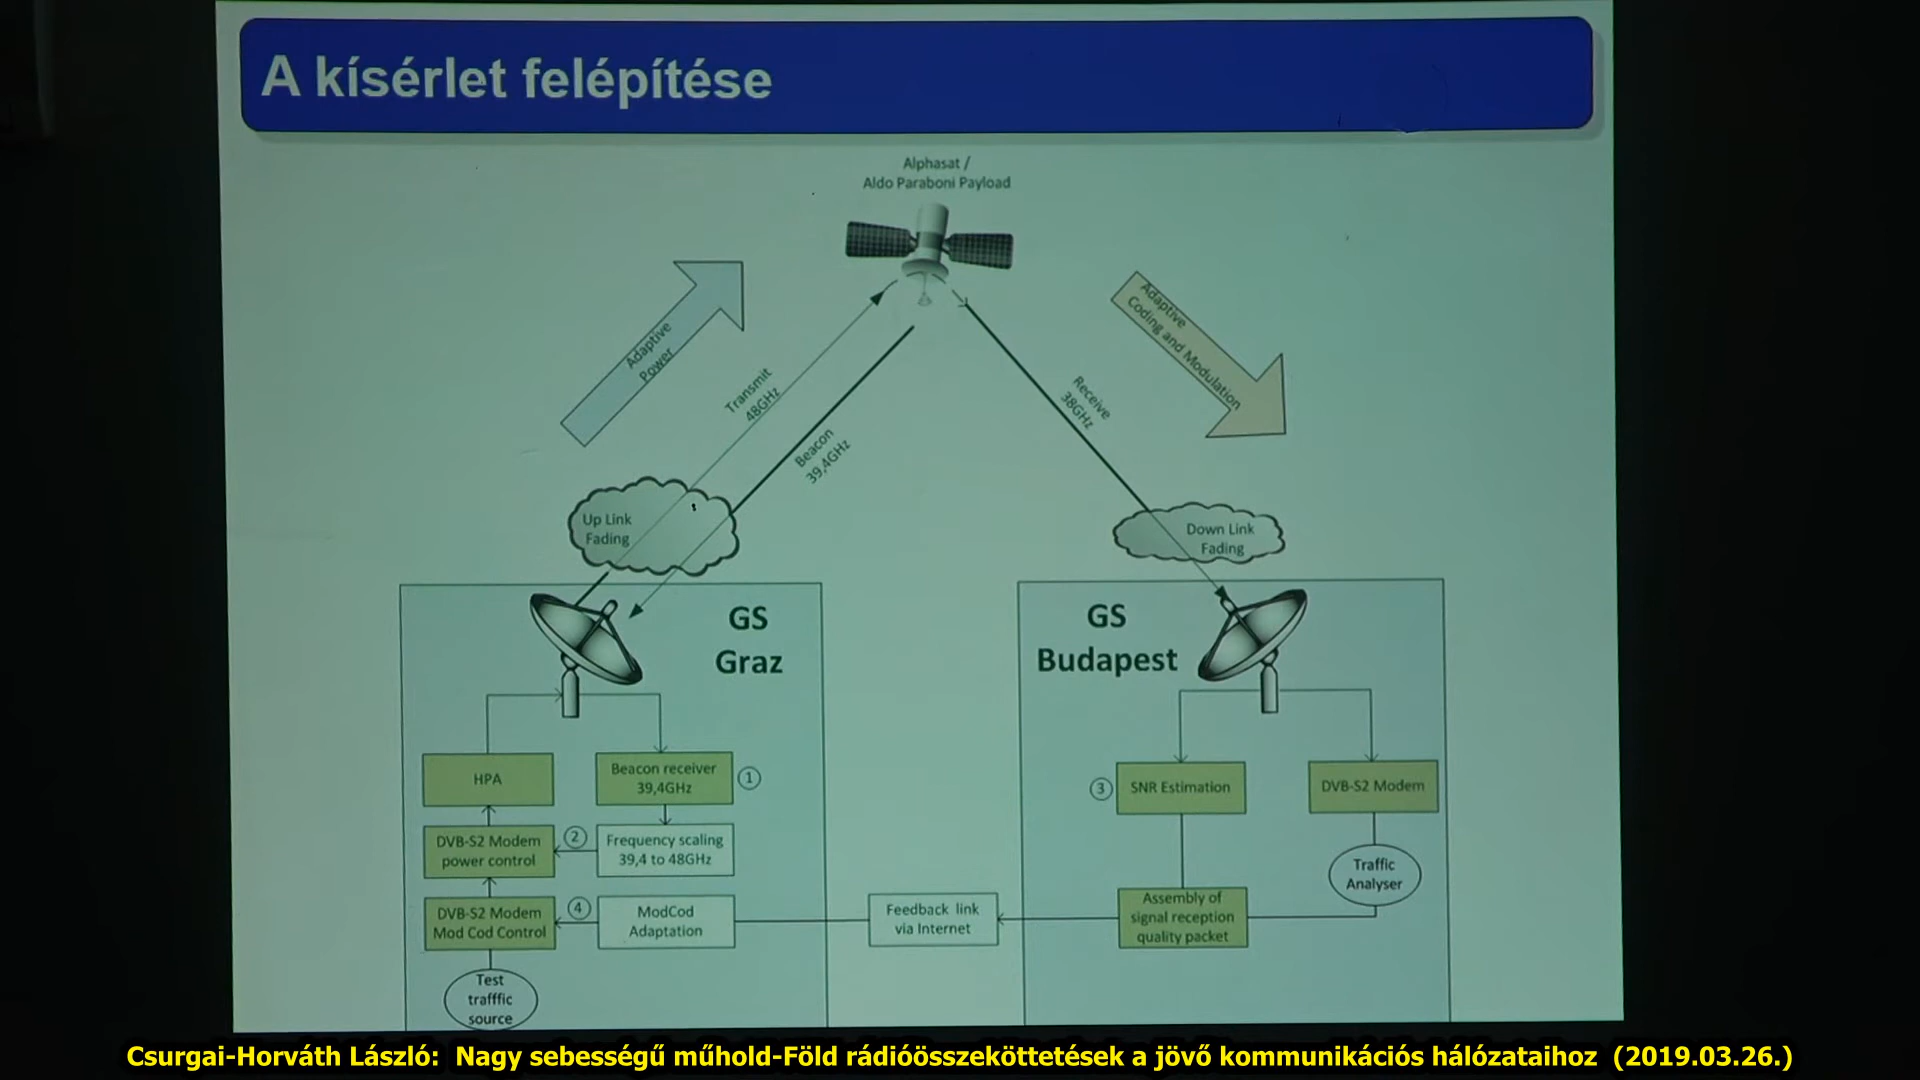 A kísérlet felépítése
Alphasat /
Aldo Paraboni Payload
Adaptive
Power
Adaptive
Coding and Modulation
Transmit
48GHz
Beacon
39,4GHz
Receive
38GHz
Up Link
Fading
Down Link
Fading
GS
Graz
GS
Budapest
HPA
Beacon receiver
39,4GHz
1
3
SNR Estimation
DVB-S2 Modem
DVB-S2 Modem
power control
2
Frequency scaling
39,4 to 48GHz
Traffic
Analyser
DVB-S2 Modem
Mod Cod Control
4
ModCod
Adaptation
Feedback link
via Internet
Assembly of
signal reception
quality packet
Test
trafffic
source
Csurgai-Horváth László: Nagy sebességű műhold-Föld rádióösszeköttetések a jövő kommunikációs hálózataihoz (2019.03.26.)